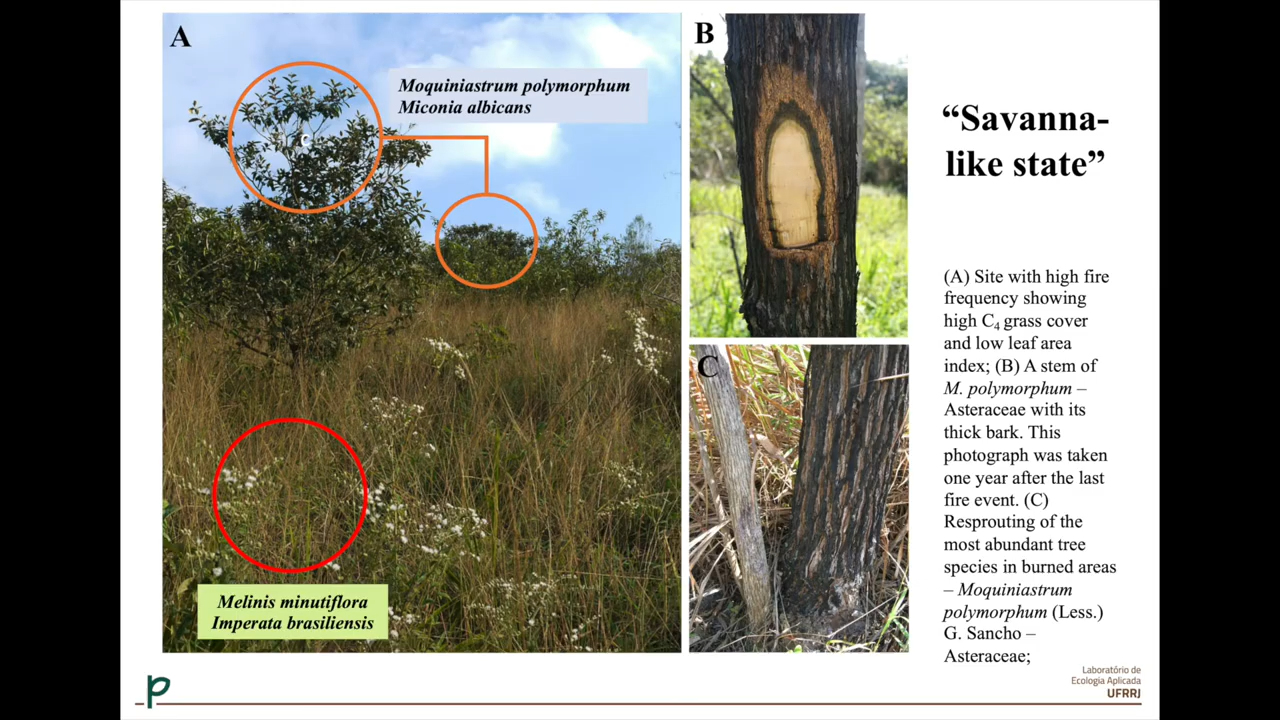 A
Moquiniastrum polymorphum
Miconia albicans
Melinis minutiflora
Imperata brasiliensis
B
C
“Savanna-
like state”
(A) Site with high fire
frequency showing
high C₄ grass cover
and low leaf area
index; (B) A stem of
M. polymorphum –
Asteraceae with its
thick bark. This
photograph was taken
one year after the last
fire event. (C)
Resprouting of the
most abundant tree
species in burned areas
– Moquiniastrum
polymorphum (Less.)
G. Sancho –
Asteraceae;
Laboratório de
Ecologia Aplicada
UFRRJ